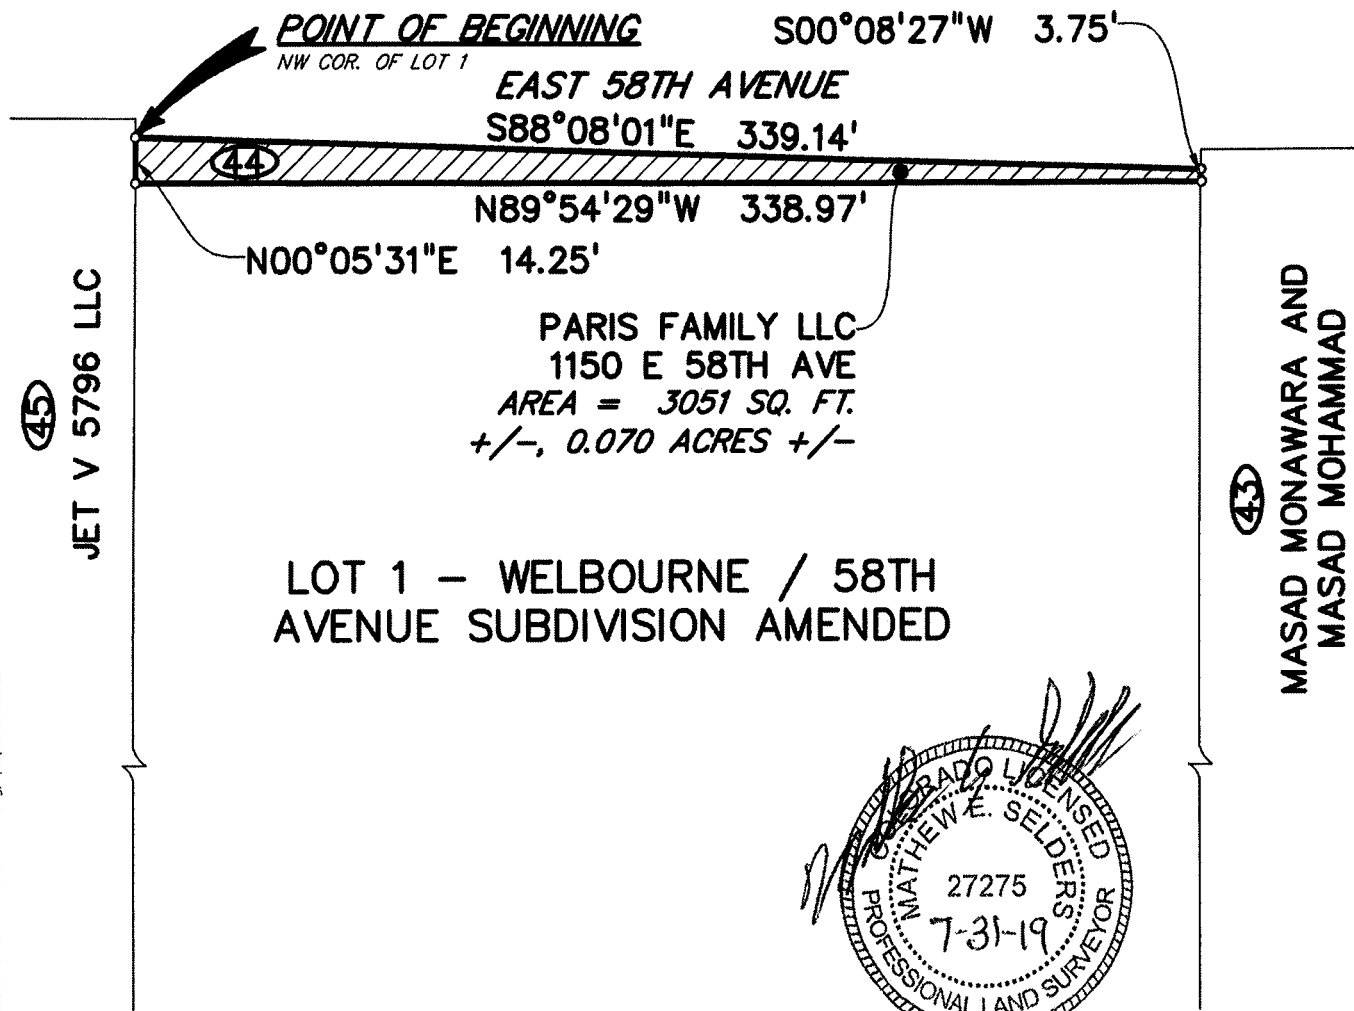 POINT OF BEGINNING
NW COR. OF LOT 1
S00°08'27"W 3.75'
EAST 58TH AVENUE
S88°08'01"E 339.14'
44
N89°54'29"W 338.97'
N00°05'31"E 14.25'
PARIS FAMILY LLC
1150 E 58TH AVE
AREA = 3051 SQ. FT.
+/-, 0.070 ACRES +/-
45
JET V 5796 LLC
43
MASAD MONAWARA AND
MASAD MOHAMMAD
LOT 1 - WELBOURNE / 58TH
AVENUE SUBDIVISION AMENDED
COLORADO LICENSED
MATHEW E. SELDERS
27275
7-31-19
PROFESSIONAL LAND SURVEYOR